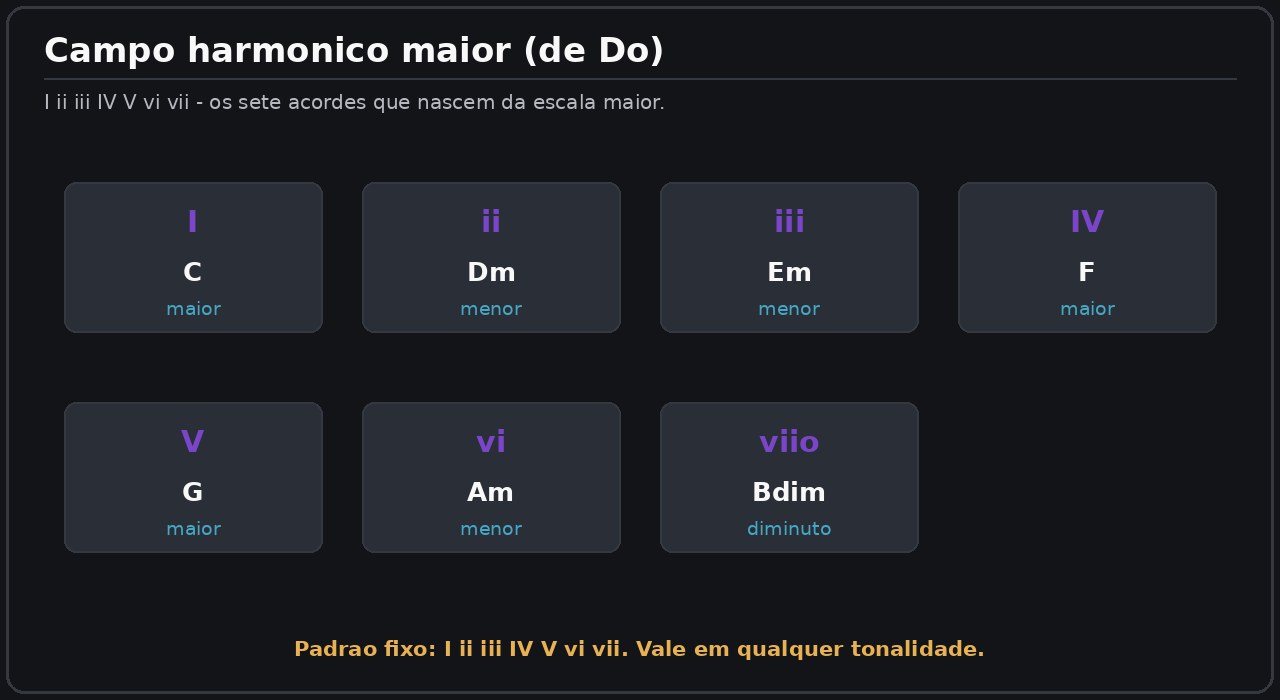 Campo harmonico maior (de Do)
I ii iii IV V vi vii - os sete acordes que nascem da escala maior.
I
C
maior
ii
Dm
menor
iii
Em
menor
IV
F
maior
V
G
maior
vi
Am
menor
viio
Bdim
diminuto
Padrao fixo: I ii iii IV V vi vii. Vale em qualquer tonalidade.